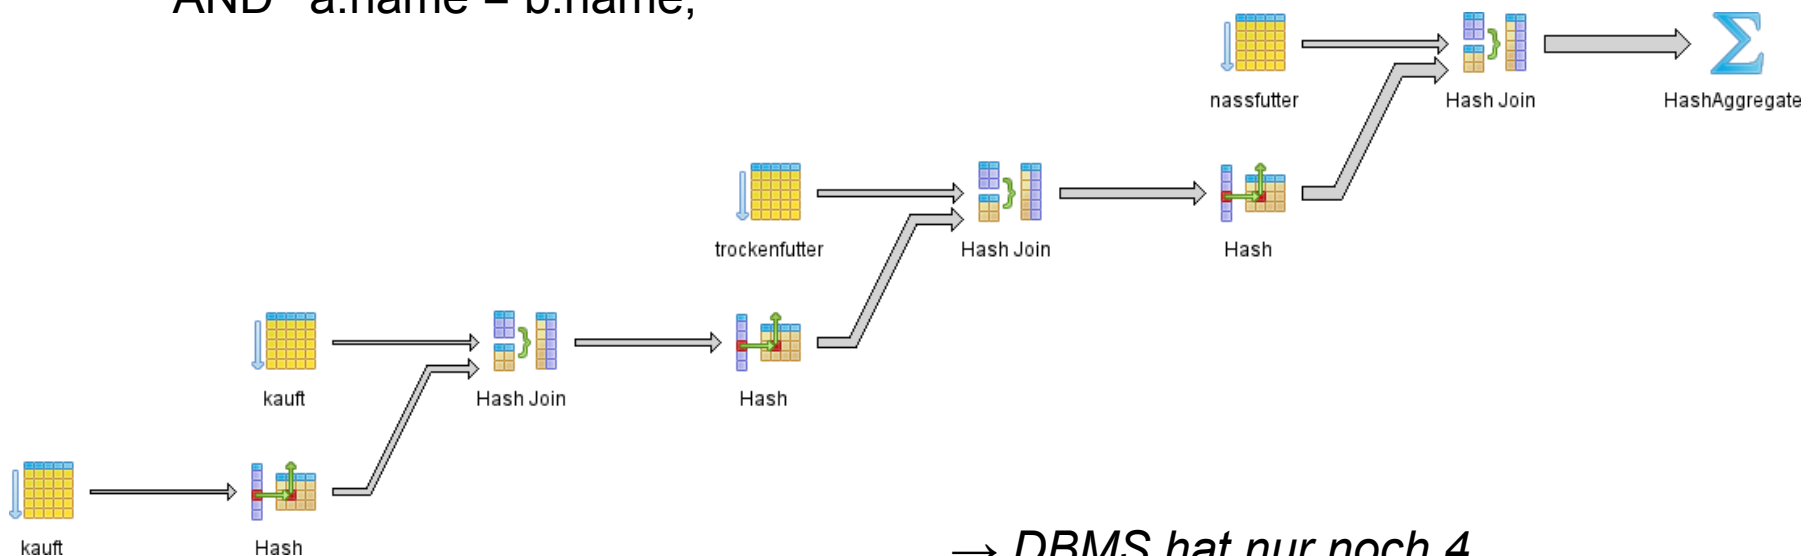 AND a.name = b.name;
nassfutter Hash Join HashAggregate
trockenfutter Hash Join Hash
kauft Hash Join Hash
kauft Hash
→ DBMS hat nur noch 4